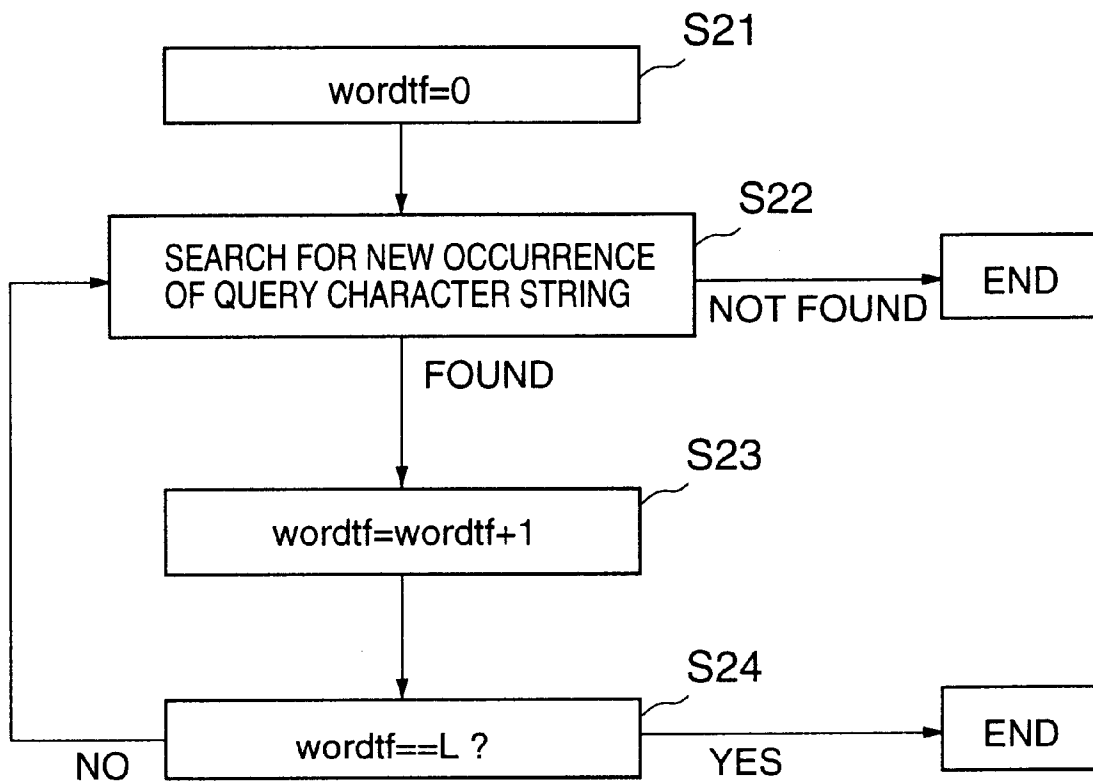 S21
wordtf=0
S22
SEARCH FOR NEW OCCURRENCE
OF QUERY CHARACTER STRING
END
NOT FOUND
FOUND
S23
wordtf=wordtf+1
S24
wordtf==L ?
END
NO
YES